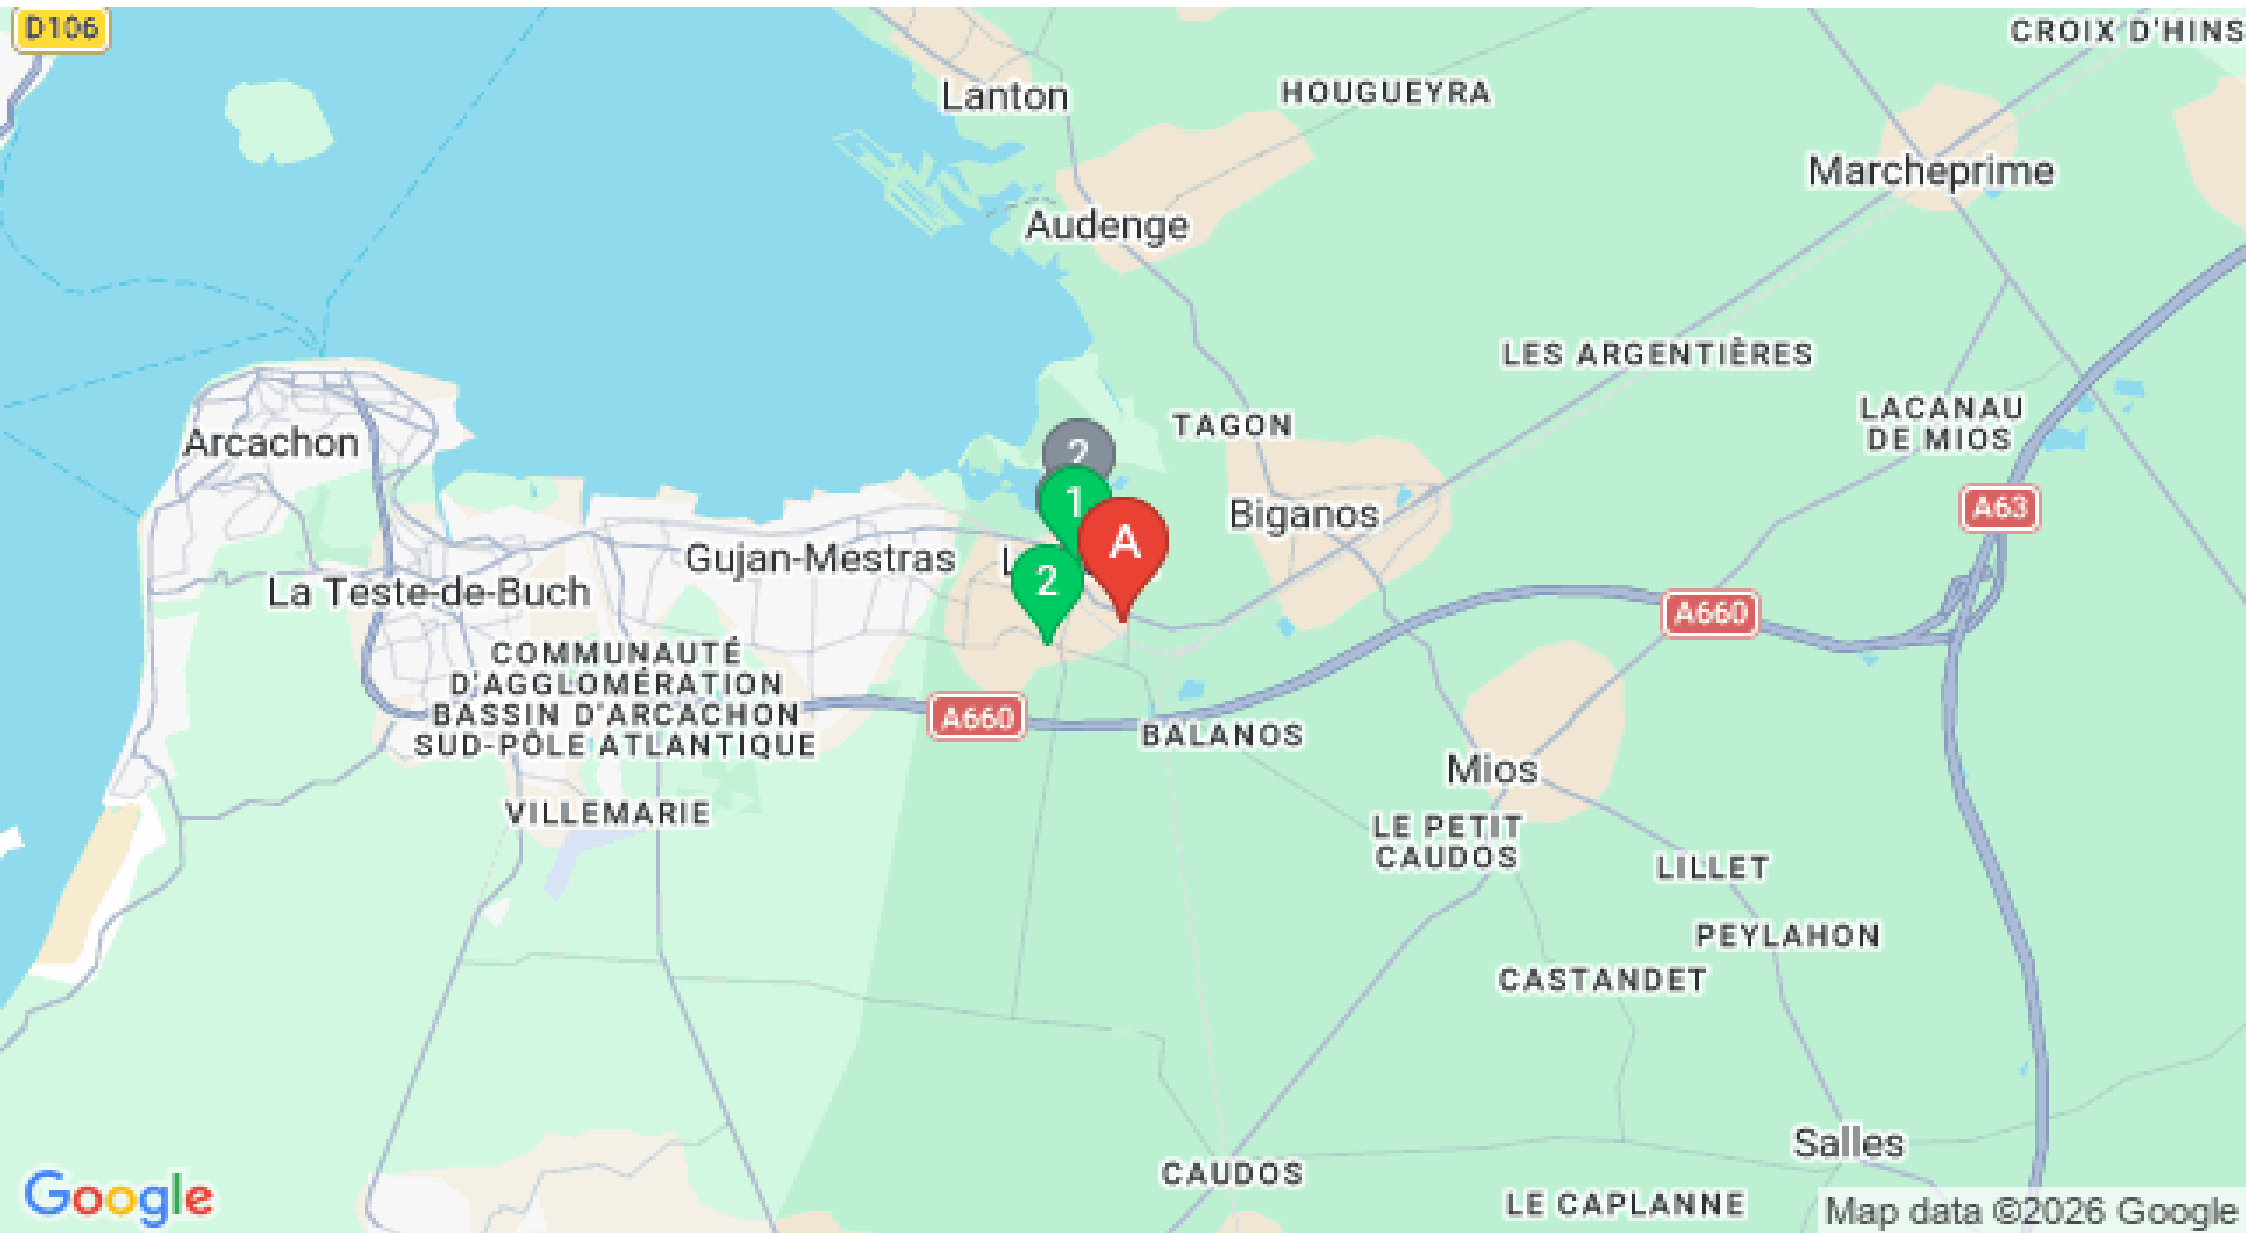 D106
CROIX D'HINS
Lanton
HOUGUEYRA
Marcheprime
Audenge
LES ARGENTIÈRES
TAGON
LACANAU
DE MIOS
Arcachon
2
1
A63
Biganos
A
Gujan-Mestras
L
2
La Teste-de-Buch
A660
COMMUNAUTÉ
D'AGGLOMÉRATION
BASSIN D'ARCACHON
SUD-PÔLE ATLANTIQUE
A660
BALANOS
Mios
VILLEMARIE
LE PETIT
CAUDOS
LILLET
PEYLAHON
CASTANDET
Salles
CAUDOS
LE CAPLANNE
Google
Map data ©2026 Google